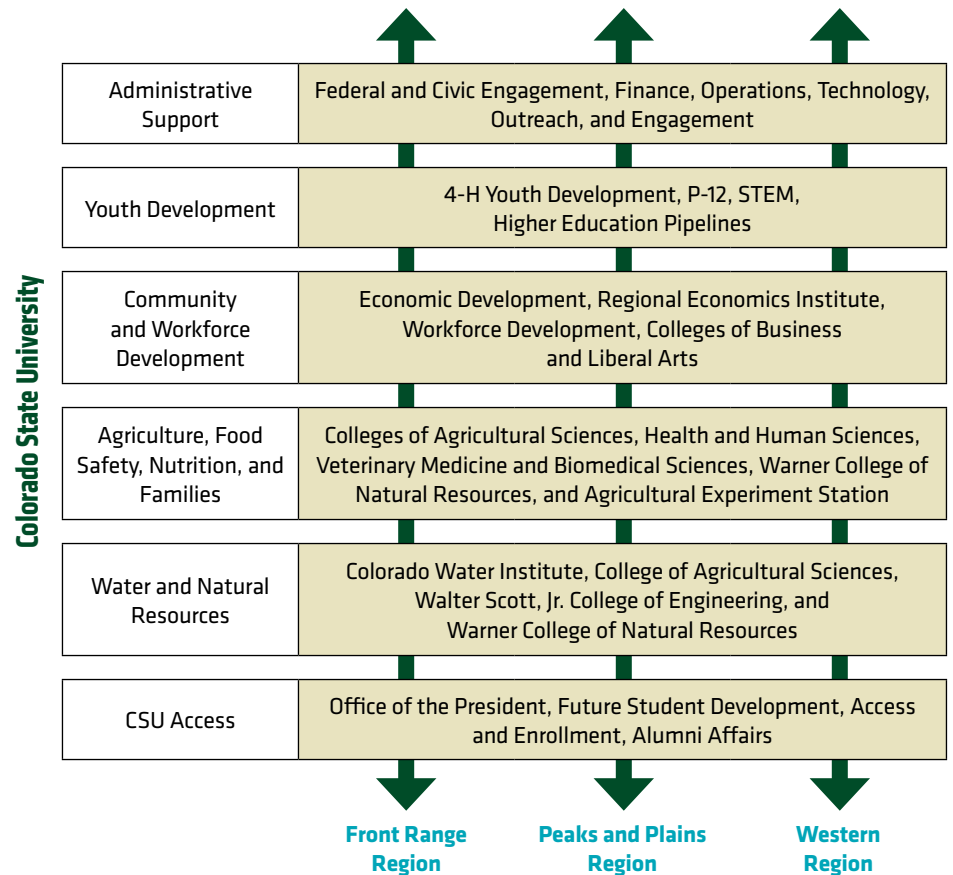 Colorado State University
Administrative
Support
Federal and Civic Engagement, Finance, Operations, Technology,
Outreach, and Engagement
Youth Development
4-H Youth Development, P-12, STEM,
Higher Education Pipelines
Community
and Workforce
Development
Economic Development, Regional Economics Institute,
Workforce Development, Colleges of Business
and Liberal Arts
Agriculture, Food
Safety, Nutrition, and
Families
Colleges of Agricultural Sciences, Health and Human Sciences,
Veterinary Medicine and Biomedical Sciences, Warner College of
Natural Resources, and Agricultural Experiment Station
Water and Natural
Resources
Colorado Water Institute, College of Agricultural Sciences,
Walter Scott, Jr. College of Engineering, and
Warner College of Natural Resources
CSU Access
Office of the President, Future Student Development, Access
and Enrollment, Alumni Affairs
Front Range
Region
Peaks and Plains
Region
Western
Region